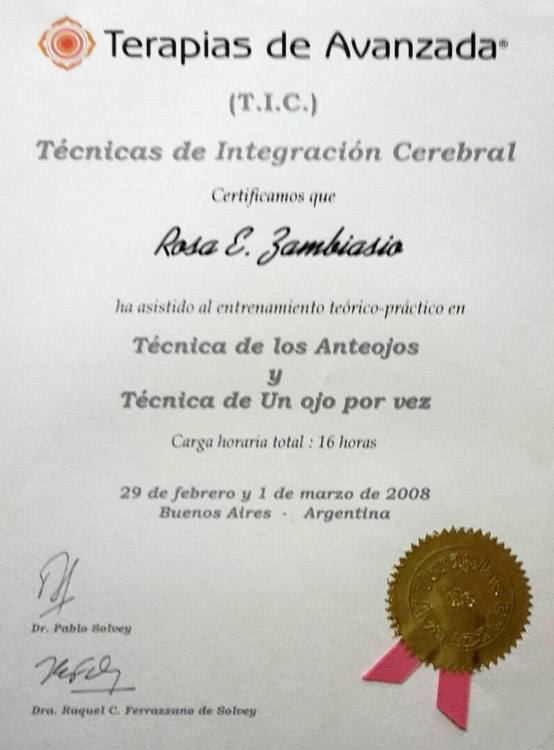 Terapias de Avanzada®
(T.I.C.)
Técnicas de Integración Cerebral
Certificamos que
Rosa E. Zambiasio
ha asistido al entrenamiento teórico-práctico en
Técnica de los Anteojos
y
Técnica de Un ojo por vez
Carga horaria total : 16 horas
29 de febrero y 1 de marzo de 2008
Buenos Aires - Argentina
Dr. Pablo Solvey
Dra. Raquel C. Ferrazzano de Solvey